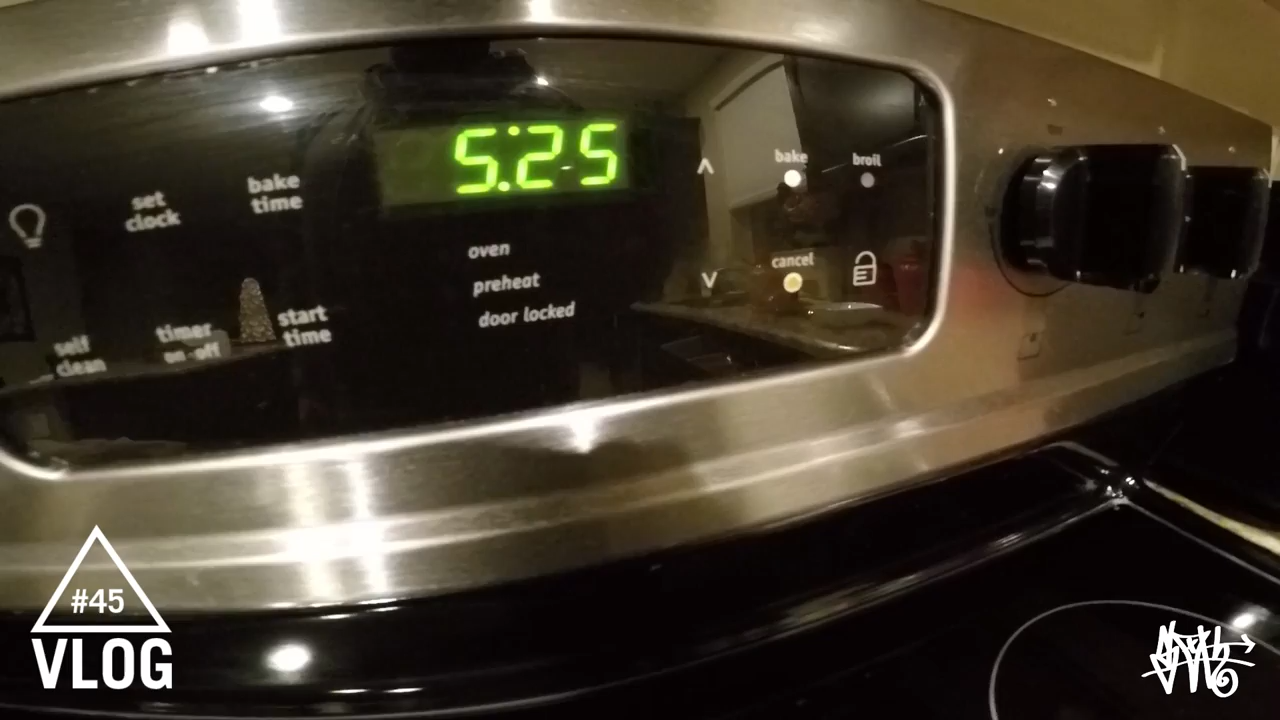 5:25
bake
broil
set
clock
bake
time
oven
cancel
preheat
door locked
self
clean
timer
on-off
start
time
#45
VLOG